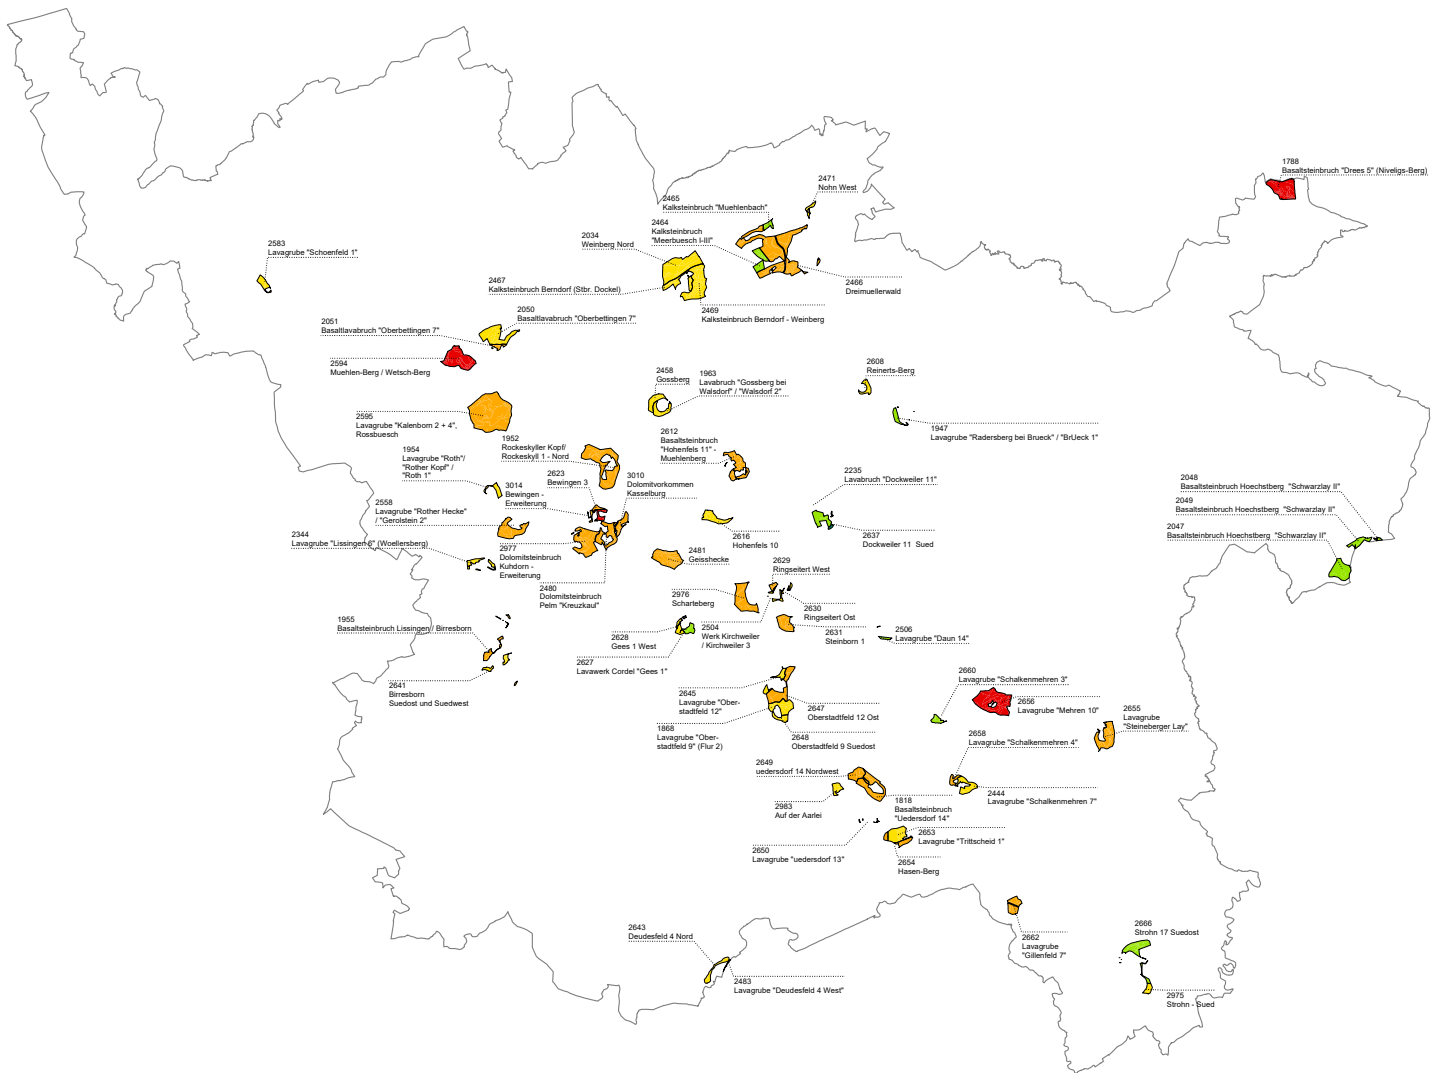 1788
Basaltsteinbruch "Drees 5" (Niveligs-Berg)
2471
Nohn West
2465
Kalksteinbruch "Muehlenbach"
2464
Kalksteinbruch
"Meerbuesch I-III"
2034
Weinberg Nord
2583
Lavagrube "Schoenfeld 1"
2467
Kalksteinbruch Berndorf (Stbr. Dockel)
2466
Dreimuellerwald
2469
Kalksteinbruch Berndorf - Weinberg
2050
Basaltlavabruch "Oberbettingen 7"
2051
Basaltlavabruch "Oberbettingen 7"
2594
Muehlen-Berg / Wetsch-Berg
2608
Reinerts-Berg
2458
Gossberg
1963
Lavabruch "Gossberg bei
Walsdorf" / "Walsdorf 2"
2595
Lavagrube "Kalenborn 2 + 4",
Rossbuesch
1947
Lavagrube "Radersberg bei Brueck" / "BrUeck 1"
1952
Rockeskyller Kopf/
Rockeskyll 1 - Nord
2612
Basaltsteinbruch
"Hohenfels 11" -
Muehlenberg
1954
Lavagrube "Roth"/
"Rother Kopf" /
"Roth 1"
2623
Bewingen 3
3010
Dolomitvorkommen
Kasselburg
2235
Lavabruch "Dockweiler 11"
3014
Bewingen -
Erweiterung
2048
Basaltsteinbruch Hoechstberg "Schwarzlay II"
2049
Basaltsteinbruch Hoechstberg "Schwarzlay II"
2047
Basaltsteinbruch Hoechstberg "Schwarzlay II"
2558
Lavagrube "Rother Hecke"
/ "Gerolstein 2"
2344
Lavagrube "Lissingen 6" (Woellersberg)
2616
Hohenfels 10
2637
Dockweiler 11 Sued
2977
Dolomitsteinbruch
Kuhdorn -
Erweiterung
2481
Geisshecke
2629
Ringseitert West
2480
Dolomitsteinbruch
Pelm "Kreuzkaul"
2976
Scharteberg
2630
Ringseitert Ost
1955
Basaltsteinbruch Lissingen / Birresborn
2628
Gees 1 West
2504
Werk Kirchweiler
/ Kirchweiler 3
2631
Steinborn 1
2506
Lavagrube "Daun 14"
2627
Lavawerk Cordel "Gees 1"
2641
Birresborn
Suedost und Suedwest
2660
Lavagrube "Schalkenmehren 3"
2645
Lavagrube "Ober-
stadtfeld 12"
2647
Oberstadtfeld 12 Ost
2656
Lavagrube "Mehren 10"
2655
Lavagrube
"Steineberger Lay"
1868
Lavagrube "Ober-
stadtfeld 9" (Flur 2)
2648
Oberstadtfeld 9 Suedost
2658
Lavagrube "Schalkenmehren 4"
2649
uedersdorf 14 Nordwest
2444
Lavagrube "Schalkenmehren 7"
2983
Auf der Aarlei
1818
Basaltsteinbruch
"Uedersdorf 14"
2653
Lavagrube "Trittscheid 1"
2650
Lavagrube "uedersdorf 13"
2654
Hasen-Berg
2643
Deudesfeld 4 Nord
2662
Lavagrube
"Gillenfeld 7"
2666
Strohn 17 Suedost
2483
Lavagrube "Deudesfeld 4 West"
2975
Strohn - Sued